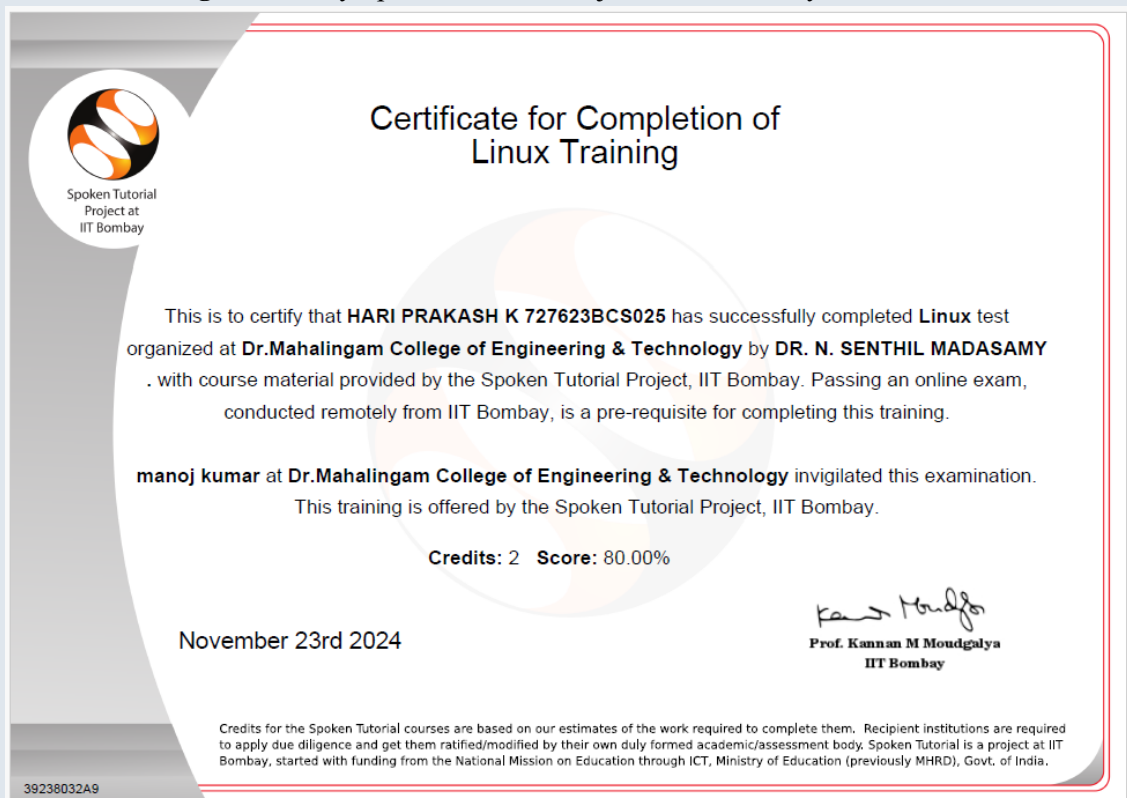 Spoken Tutorial
Project at
IIT Bombay
Certificate for Completion of
Linux Training
This is to certify that HARI PRAKASH K 727623BCS025 has successfully completed Linux test
organized at Dr.Mahalingam College of Engineering & Technology by DR. N. SENTHIL MADASAMY
. with course material provided by the Spoken Tutorial Project, IIT Bombay. Passing an online exam,
conducted remotely from IIT Bombay, is a pre-requisite for completing this training.
manoj kumar at Dr.Mahalingam College of Engineering & Technology invigilated this examination.
This training is offered by the Spoken Tutorial Project, IIT Bombay.
Credits: 2 Score: 80.00%
November 23rd 2024
Prof. Kannan M Moudgalya
IIT Bombay
Credits for the Spoken Tutorial courses are based on our estimates of the work required to complete them. Recipient institutions are required
to apply due diligence and get them ratified/modified by their own duly formed academic/assessment body. Spoken Tutorial is a project at IIT
Bombay, started with funding from the National Mission on Education through ICT, Ministry of Education (previously MHRD), Govt. of India.
39238032A9